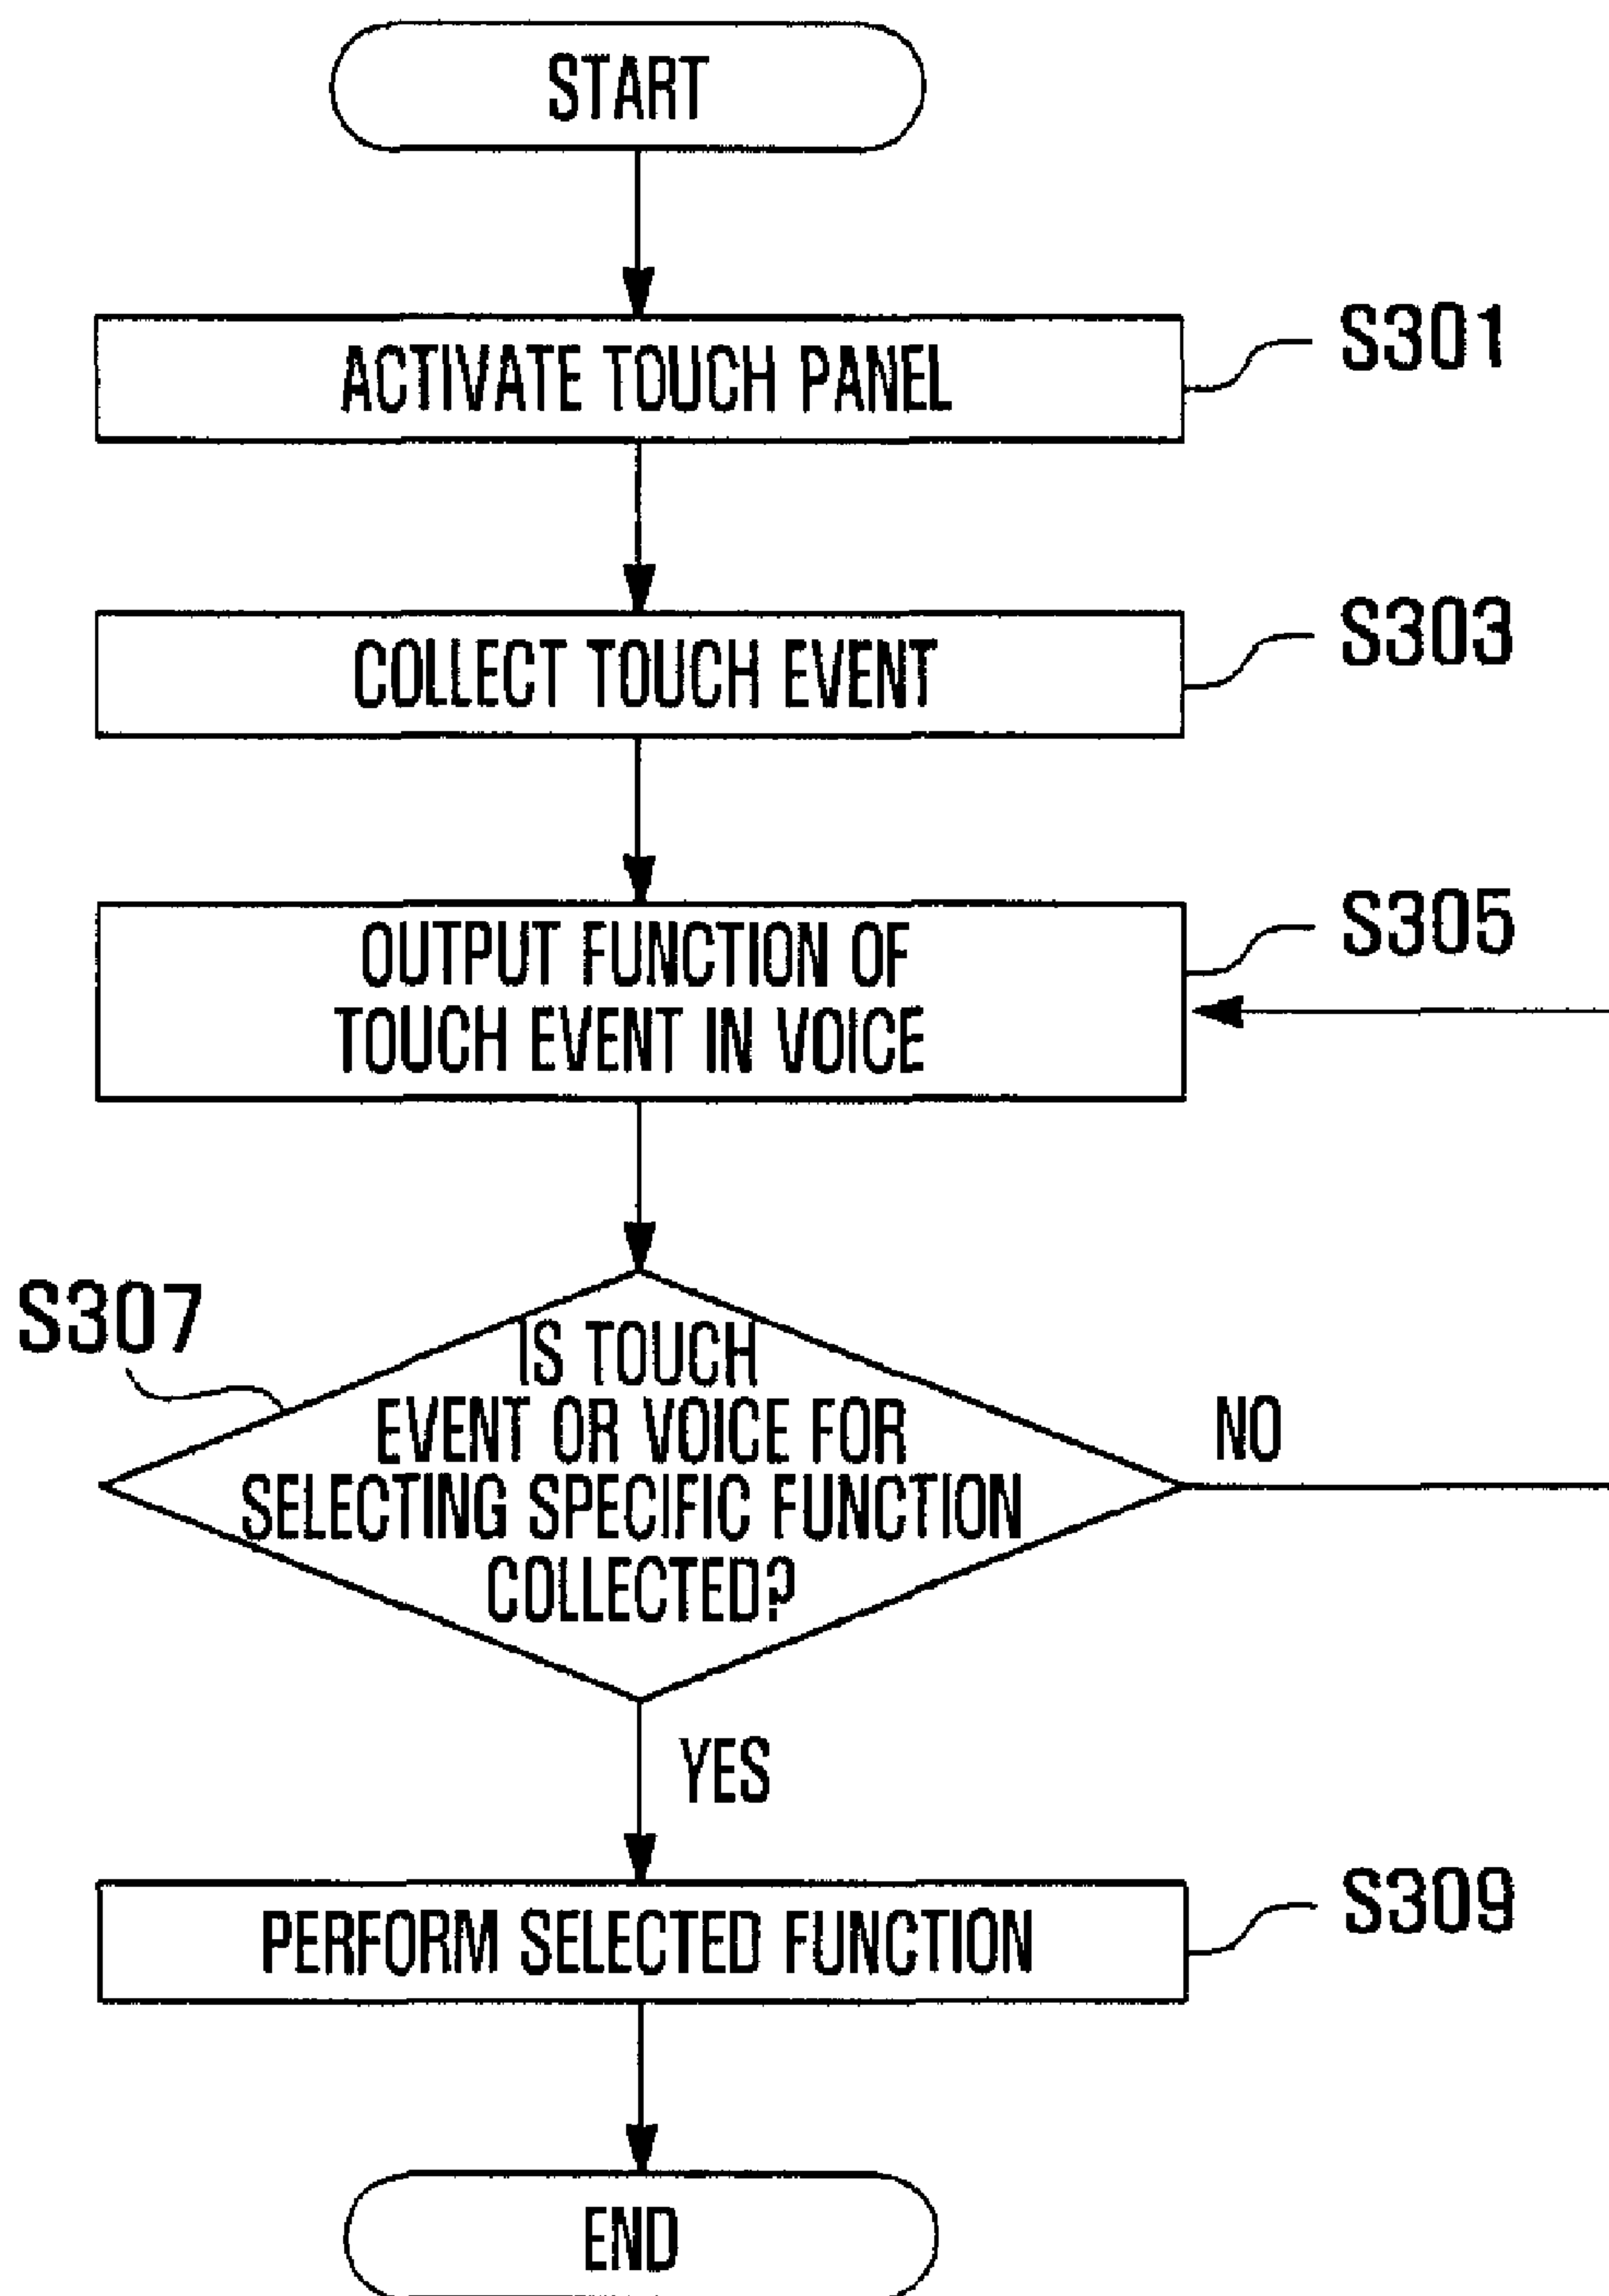 START
ACTIVATE TOUCH PANEL
S301
COLLECT TOUCH EVENT
S303
OUTPUT FUNCTION OF
TOUCH EVENT IN VOICE
S305
S307
IS TOUCH
EVENT OR VOICE FOR
SELECTING SPECIFIC FUNCTION
COLLECTED?
NO
YES
PERFORM SELECTED FUNCTION
S309
END